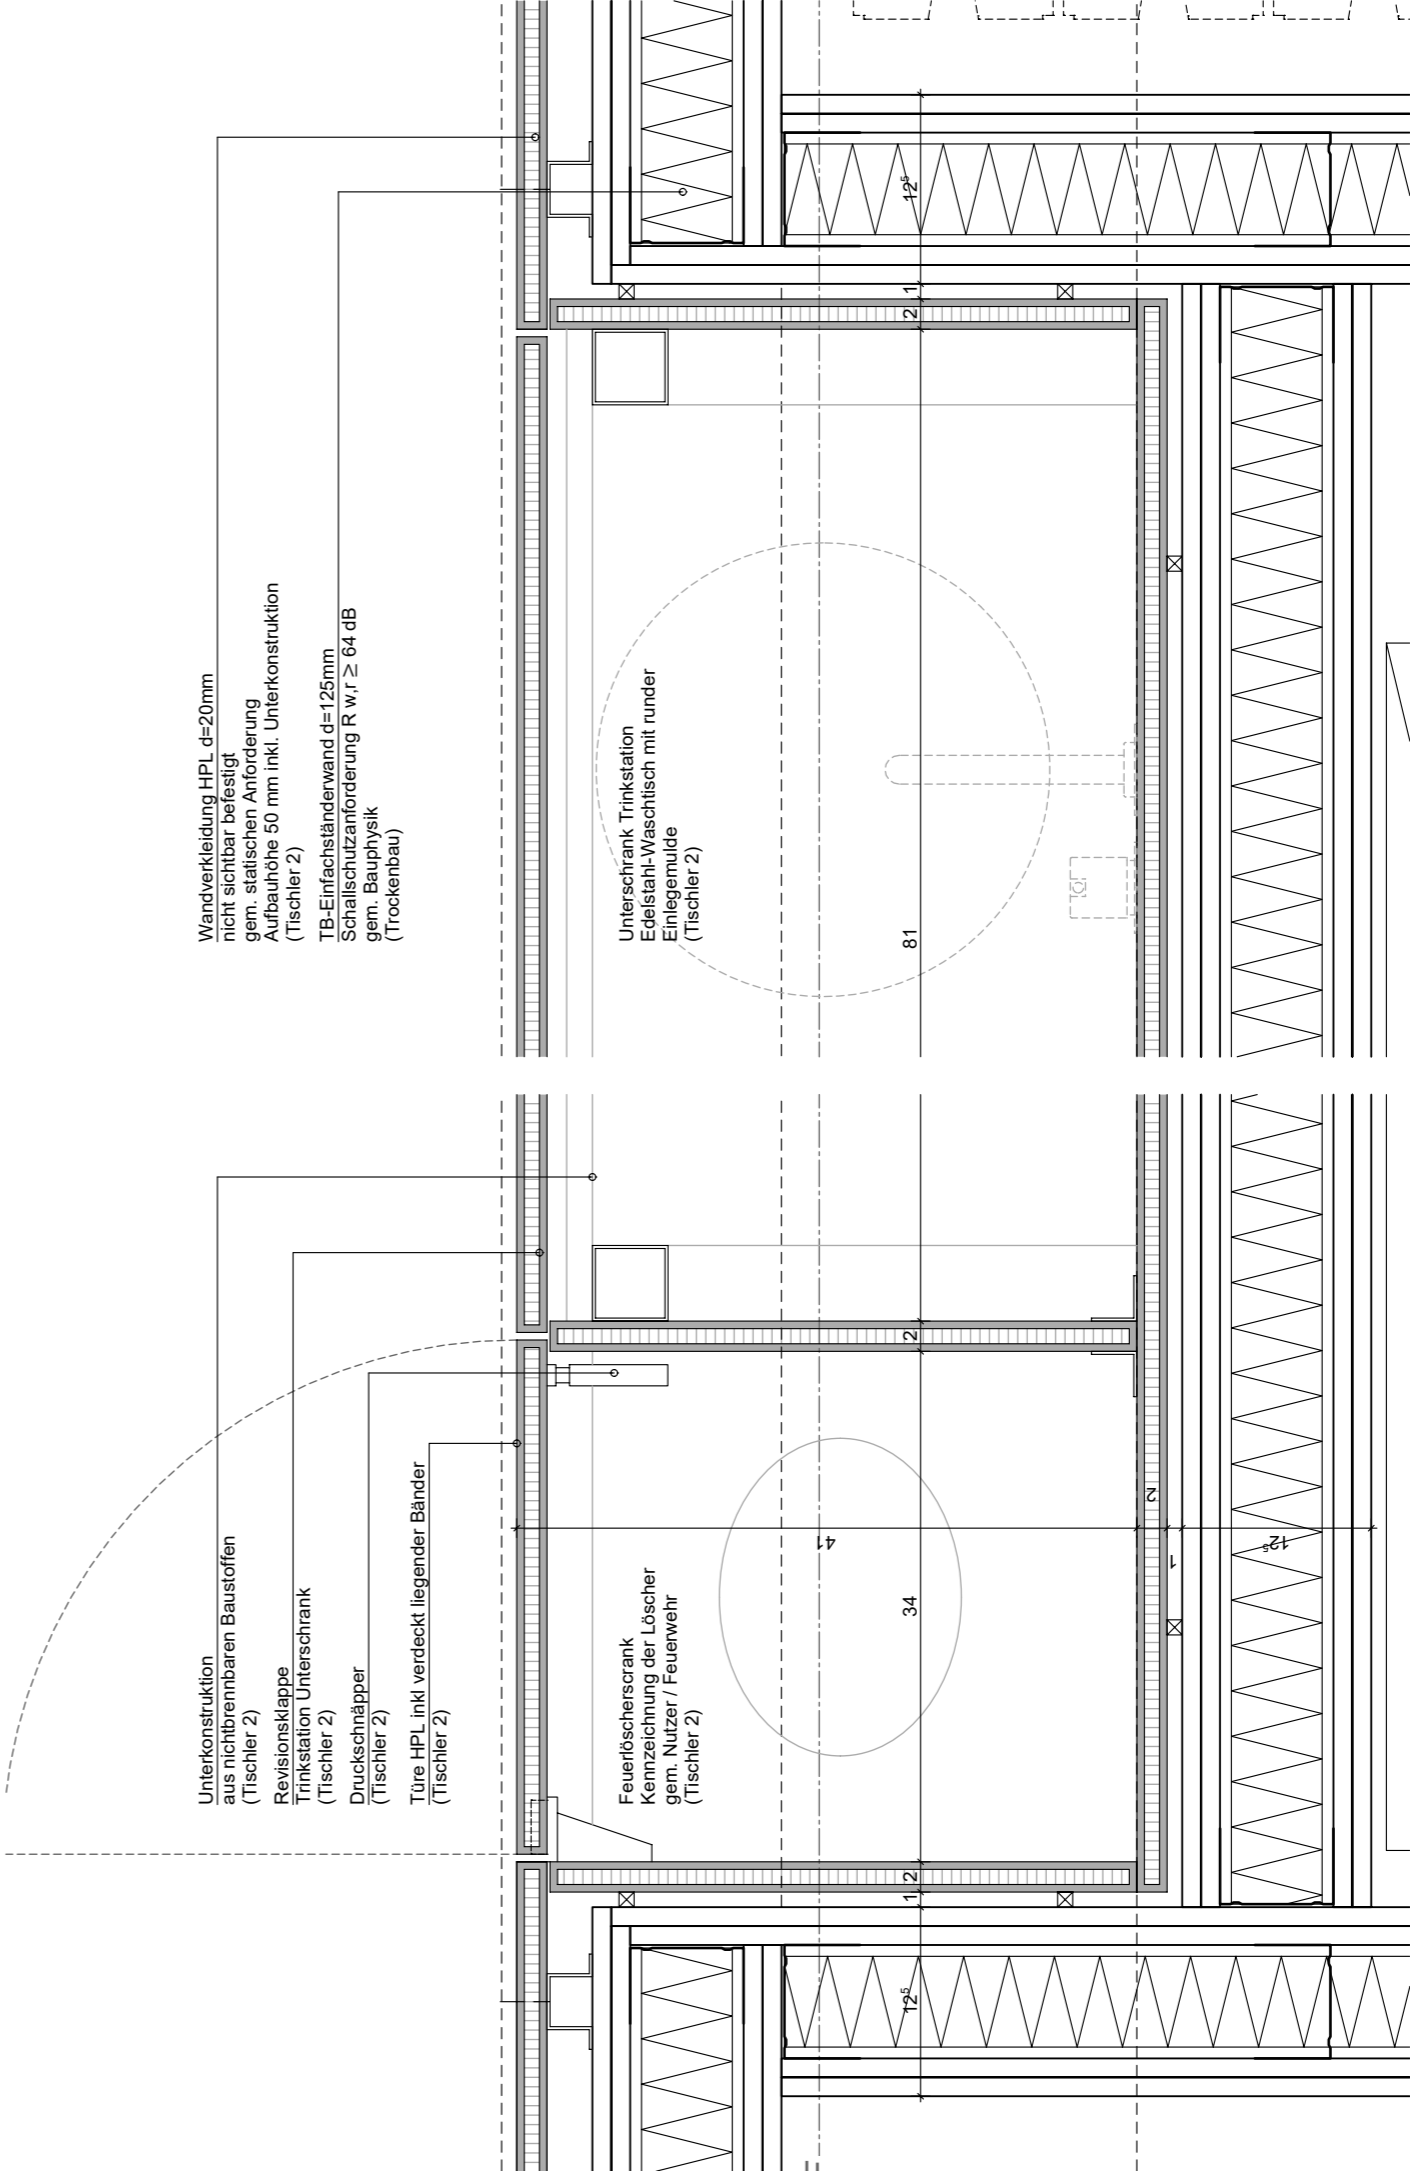 Unterkonstruktion
aus nichtbrennbaren Baustoffen
(Tischler 2)
Revisionsklappe
Trinkstation Unterschrank
(Tischler 2)
Druckschnäpper
(Tischler 2)
Türe HPL inkl verdeckt liegender Bänder
(Tischler 2)
Wandverkleidung HPL d=20mm
nicht sichtbar befestigt
gem. statischen Anforderung
Aufbauhöhe 50 mm inkl. Unterkonstruktion
(Tischler 2)
TB-Einfachständerwand d=125mm
Schallschutzanforderung R w,r ≥ 64 dB
gem. Bauphysik
(Trockenbau)
Feuerlöscherscrank
Kennzeichnung der Löscher
gem. Nutzer / Feuerwehr
(Tischler 2)
Unterschrank Trinkstation
Edelstahl-Waschtisch mit runder
Einlegemulde
(Tischler 2)
12⁵
1
2
34
2
81
2
1
12⁵
41
2
1
12⁵